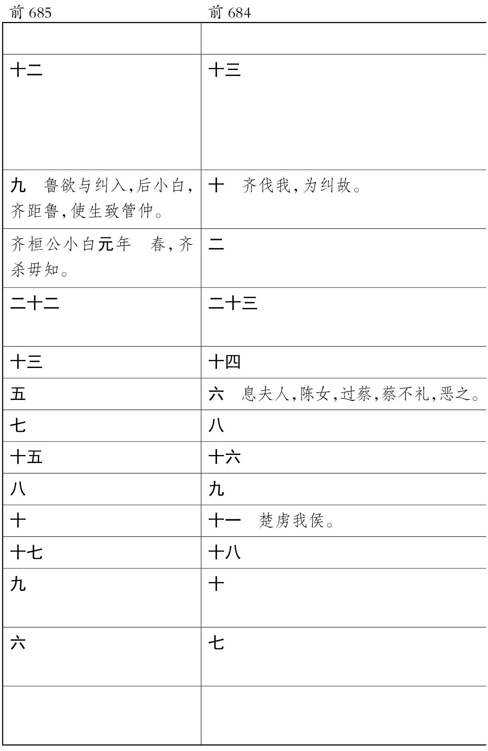 前 685 前 684
十二 十三
九 鲁欲与纠入，后小白， 十 齐伐我，为纠故。
齐距鲁，使生致管仲。
齐桓公小白元年 春，齐 二
杀毋知。
二十二 二十三
十三 十四
五 六 息夫人，陈女，过蔡，蔡不礼，恶之。
七 八
十五 十六
八 九
十 十一 楚虏我侯。
十七 十八
九 十
六 七